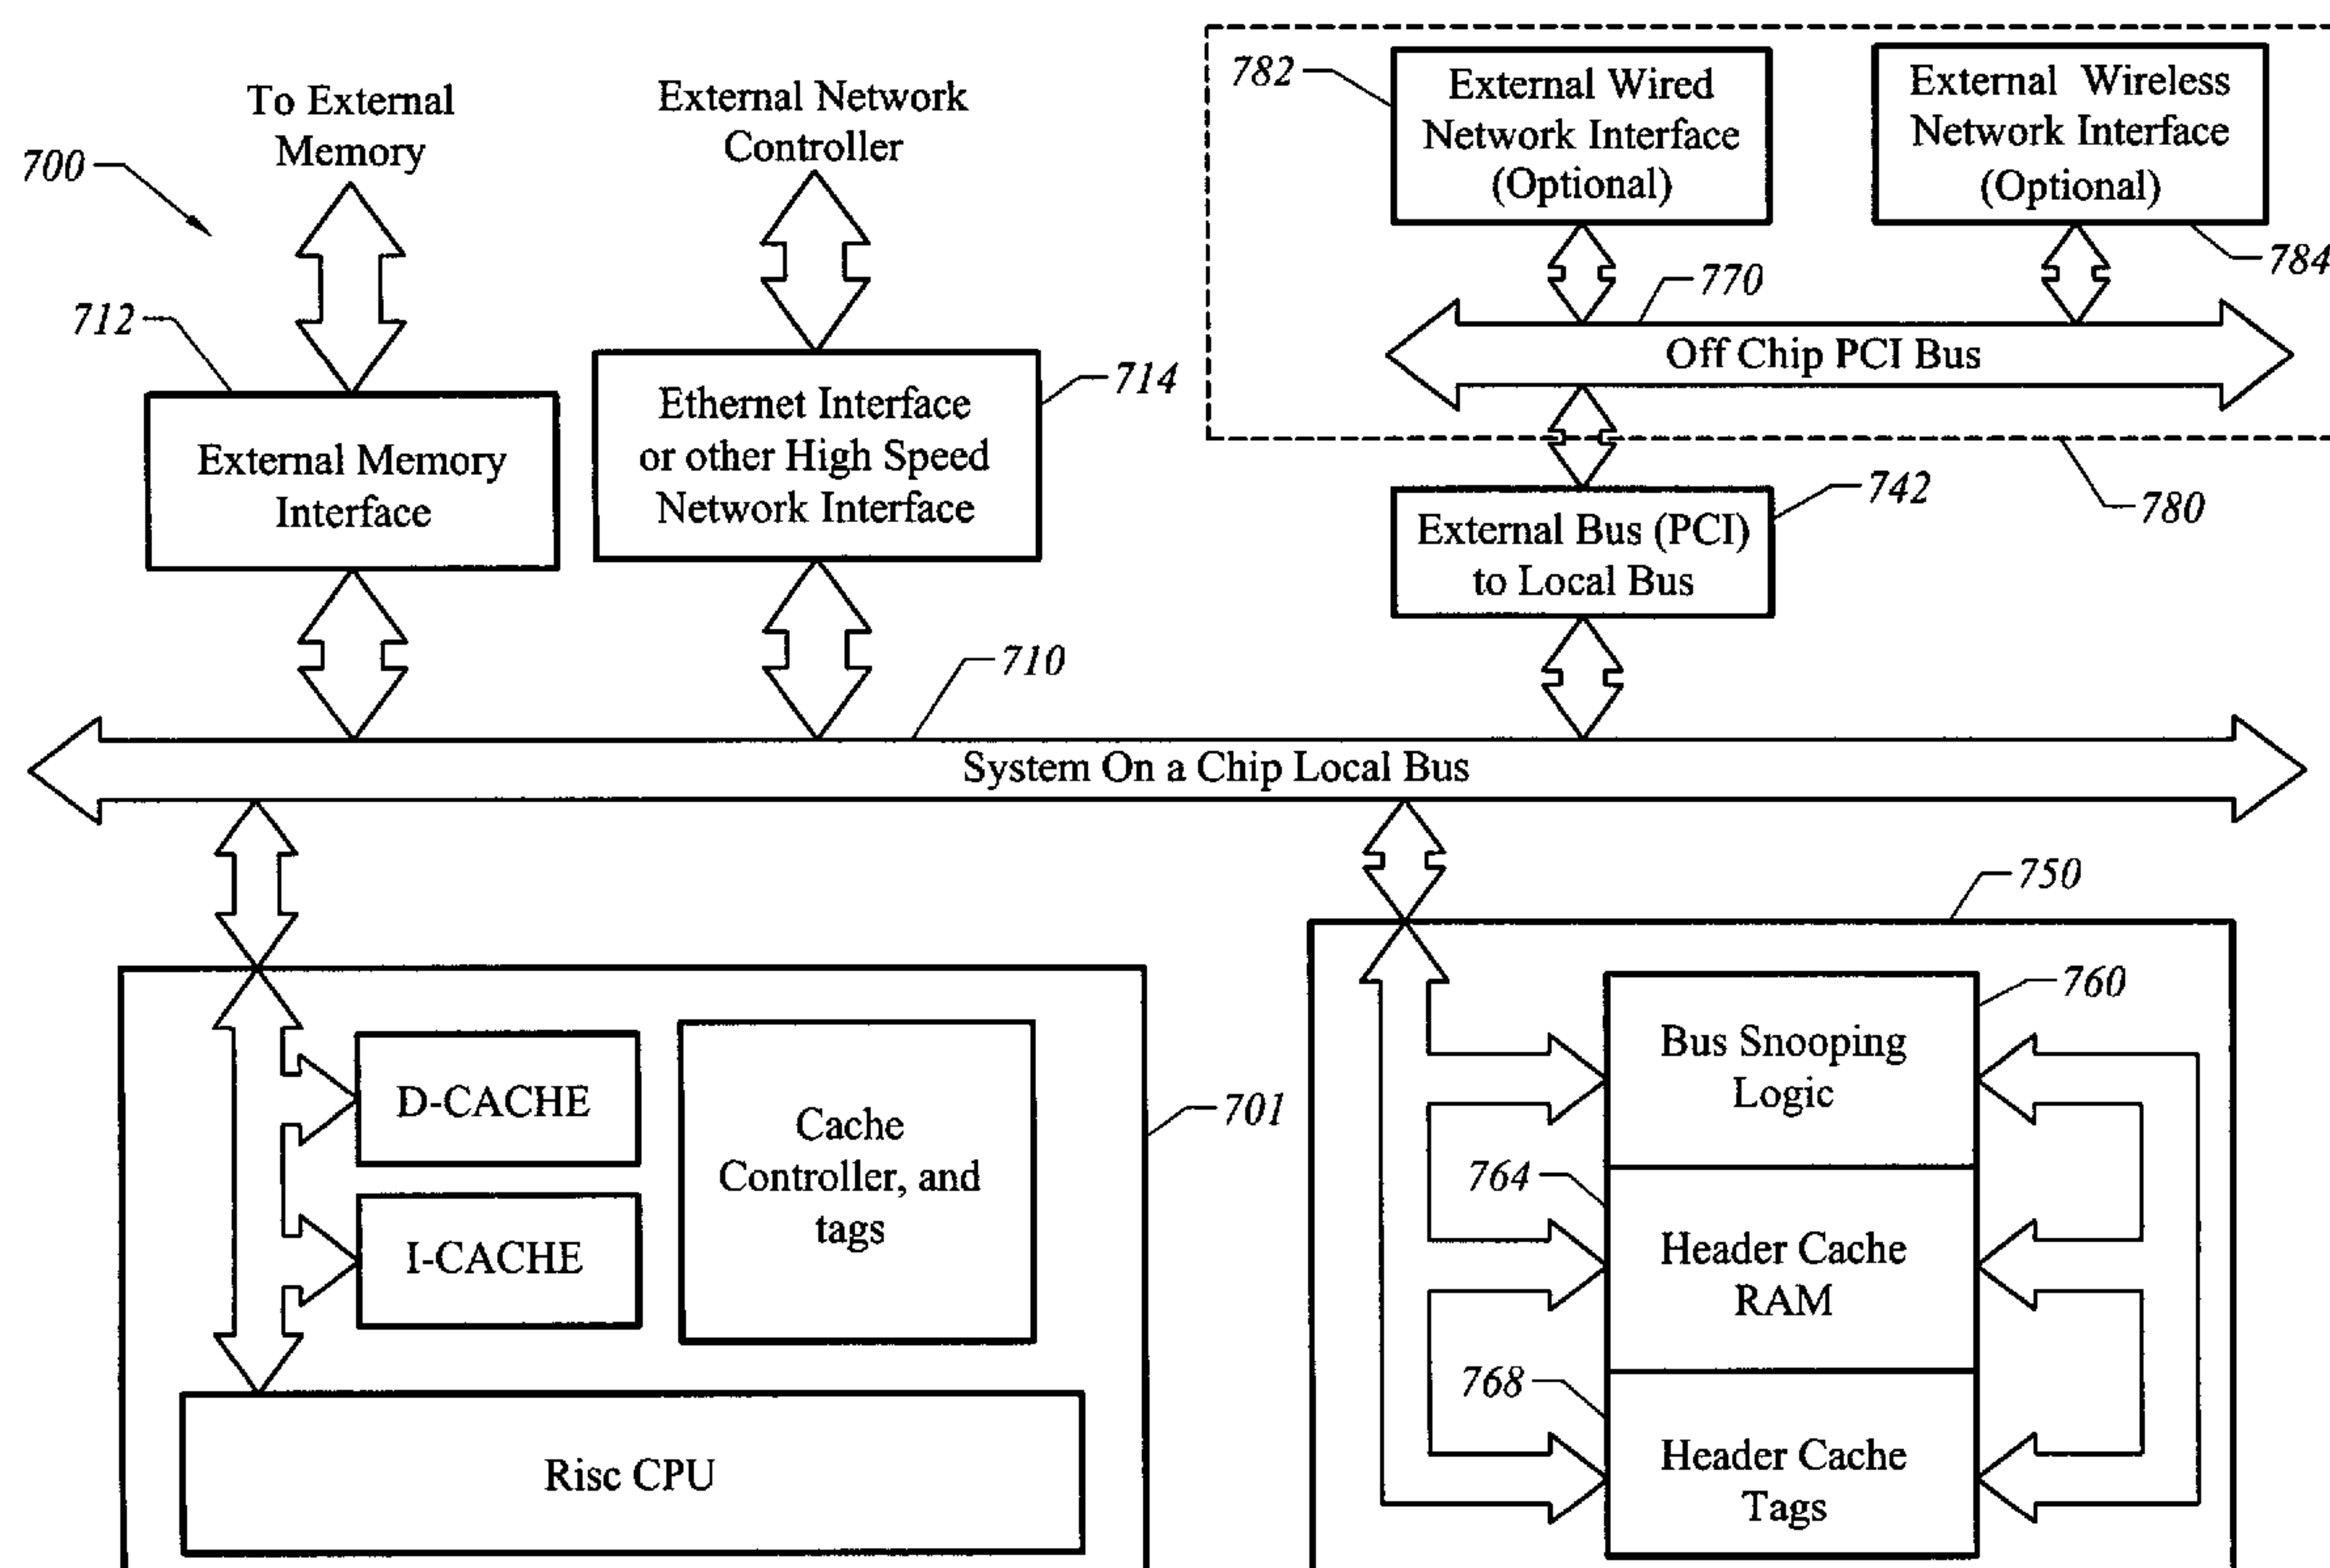 700
To External
Memory
External Network
Controller
782
External Wired
Network Interface
(Optional)
External Wireless
Network Interface
(Optional)
784
770
Off Chip PCI Bus
712
External Memory
Interface
Ethernet Interface
or other High Speed
Network Interface
714
External Bus (PCI)
to Local Bus
742
780
710
System On a Chip Local Bus
D-CACHE
I-CACHE
Cache
Controller, and
tags
701
Risc CPU
750
760
Bus Snooping
Logic
764
Header Cache
RAM
768
Header Cache
Tags